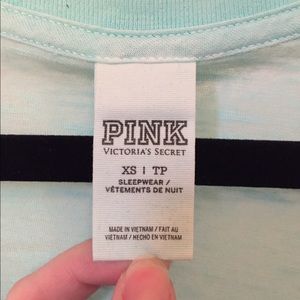 PINK
VICTORIA'S SECRET
XS | TP
SLEEPWEAR /
VÊTEMENTS DE NUIT
MADE IN VIETNAM / FAIT AU
VIETNAM / HECHO EN VIETNAM